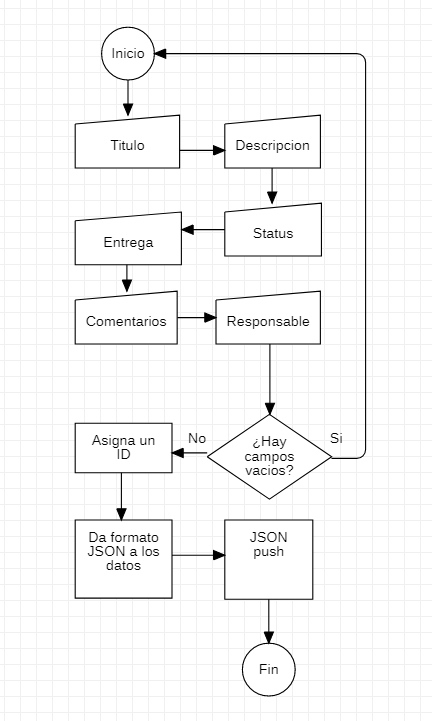 Inicio
Titulo
Descripcion
Status
Entrega
Comentarios
Responsable
¿Hay
campos
vacios?
Si
No
Asigna un
ID
Da formato
JSON a los
datos
JSON
push
Fin